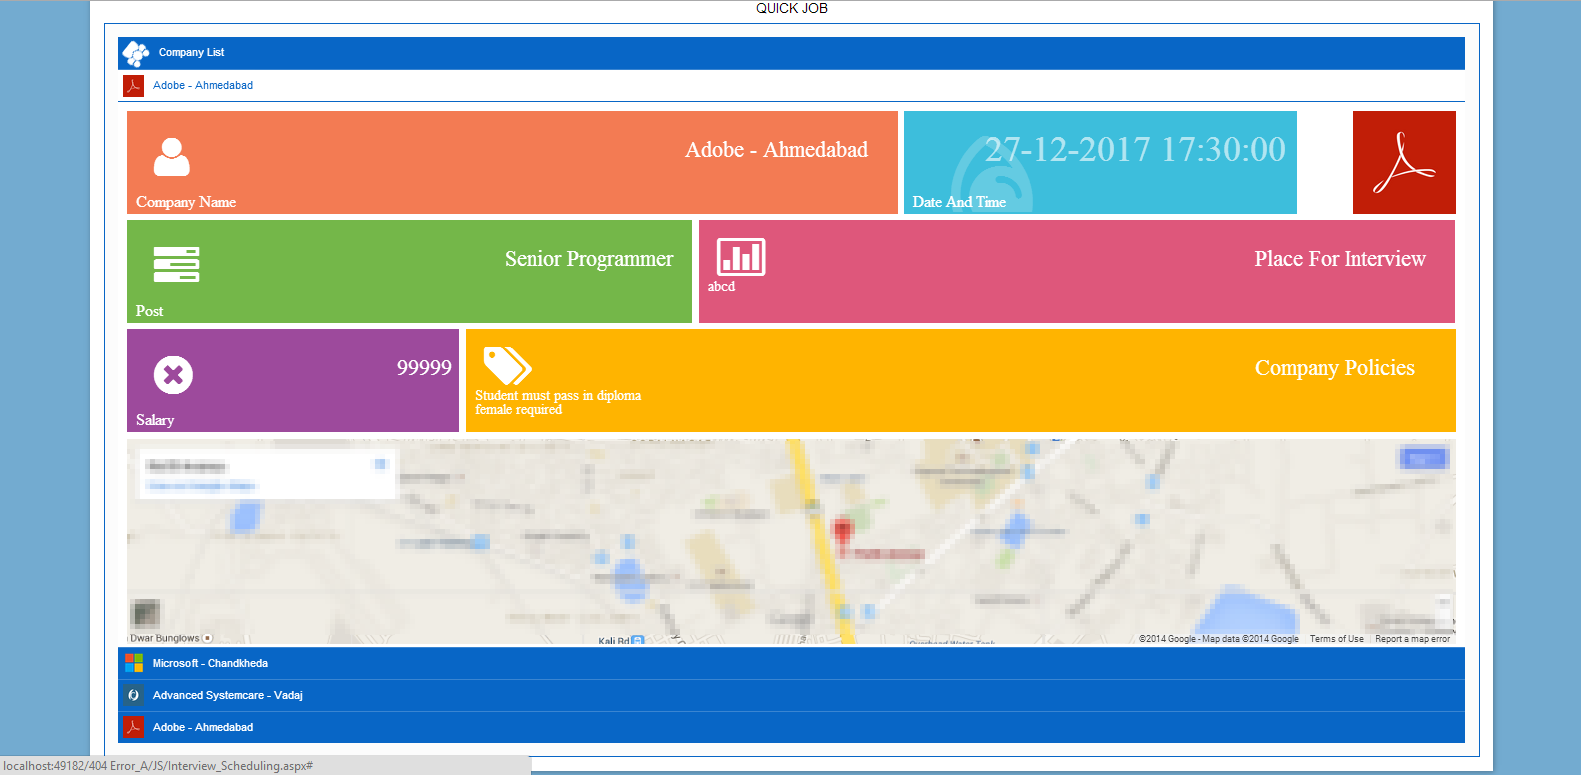 QUICK JOB
Company List
Adobe - Ahmedabad
Adobe - Ahmedabad
Company Name
27-12-2017 17:30:00
Date And Time
Senior Programmer
Post
Place For Interview
abcd
99999
Salary
Company Policies
Student must pass in diploma
female required
Dwar Bunglows
Kali Rd
©2014 Google - Map data ©2014 Google Terms of Use Report a map error
Microsoft - Chandkheda
Advanced Systemcare - Vadaj
Adobe - Ahmedabad
localhost:49182/404 Error_A/JS/Interview_Scheduling.aspx#